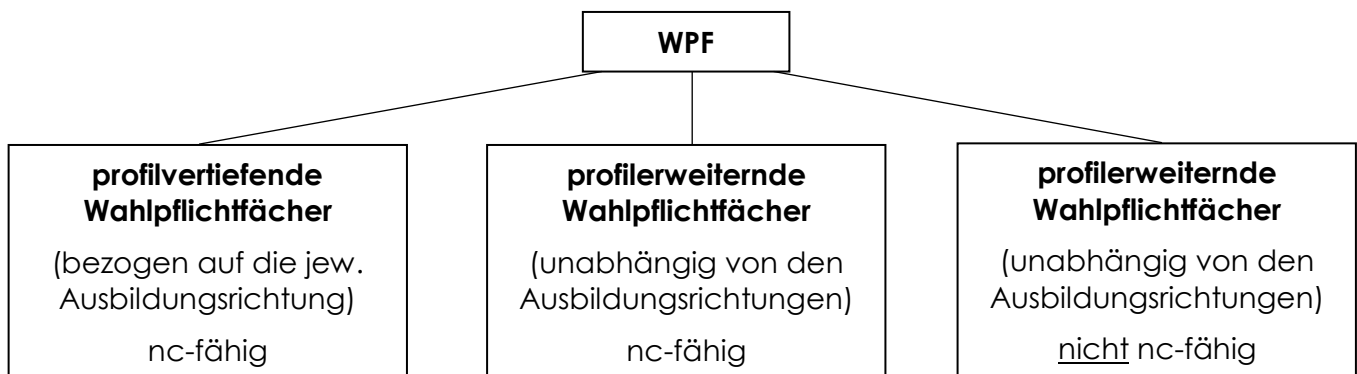 WPF
profilvertiefende
Wahlpflichtfächer
(bezogen auf die jew.
Ausbildungsrichtung)
nc-fähig
profilerweiternde
Wahlpflichtfächer
(unabhängig von den
Ausbildungsrichtungen)
nc-fähig
profilerweiternde
Wahlpflichtfächer
(unabhängig von den
Ausbildungsrichtungen)
nicht nc-fähig